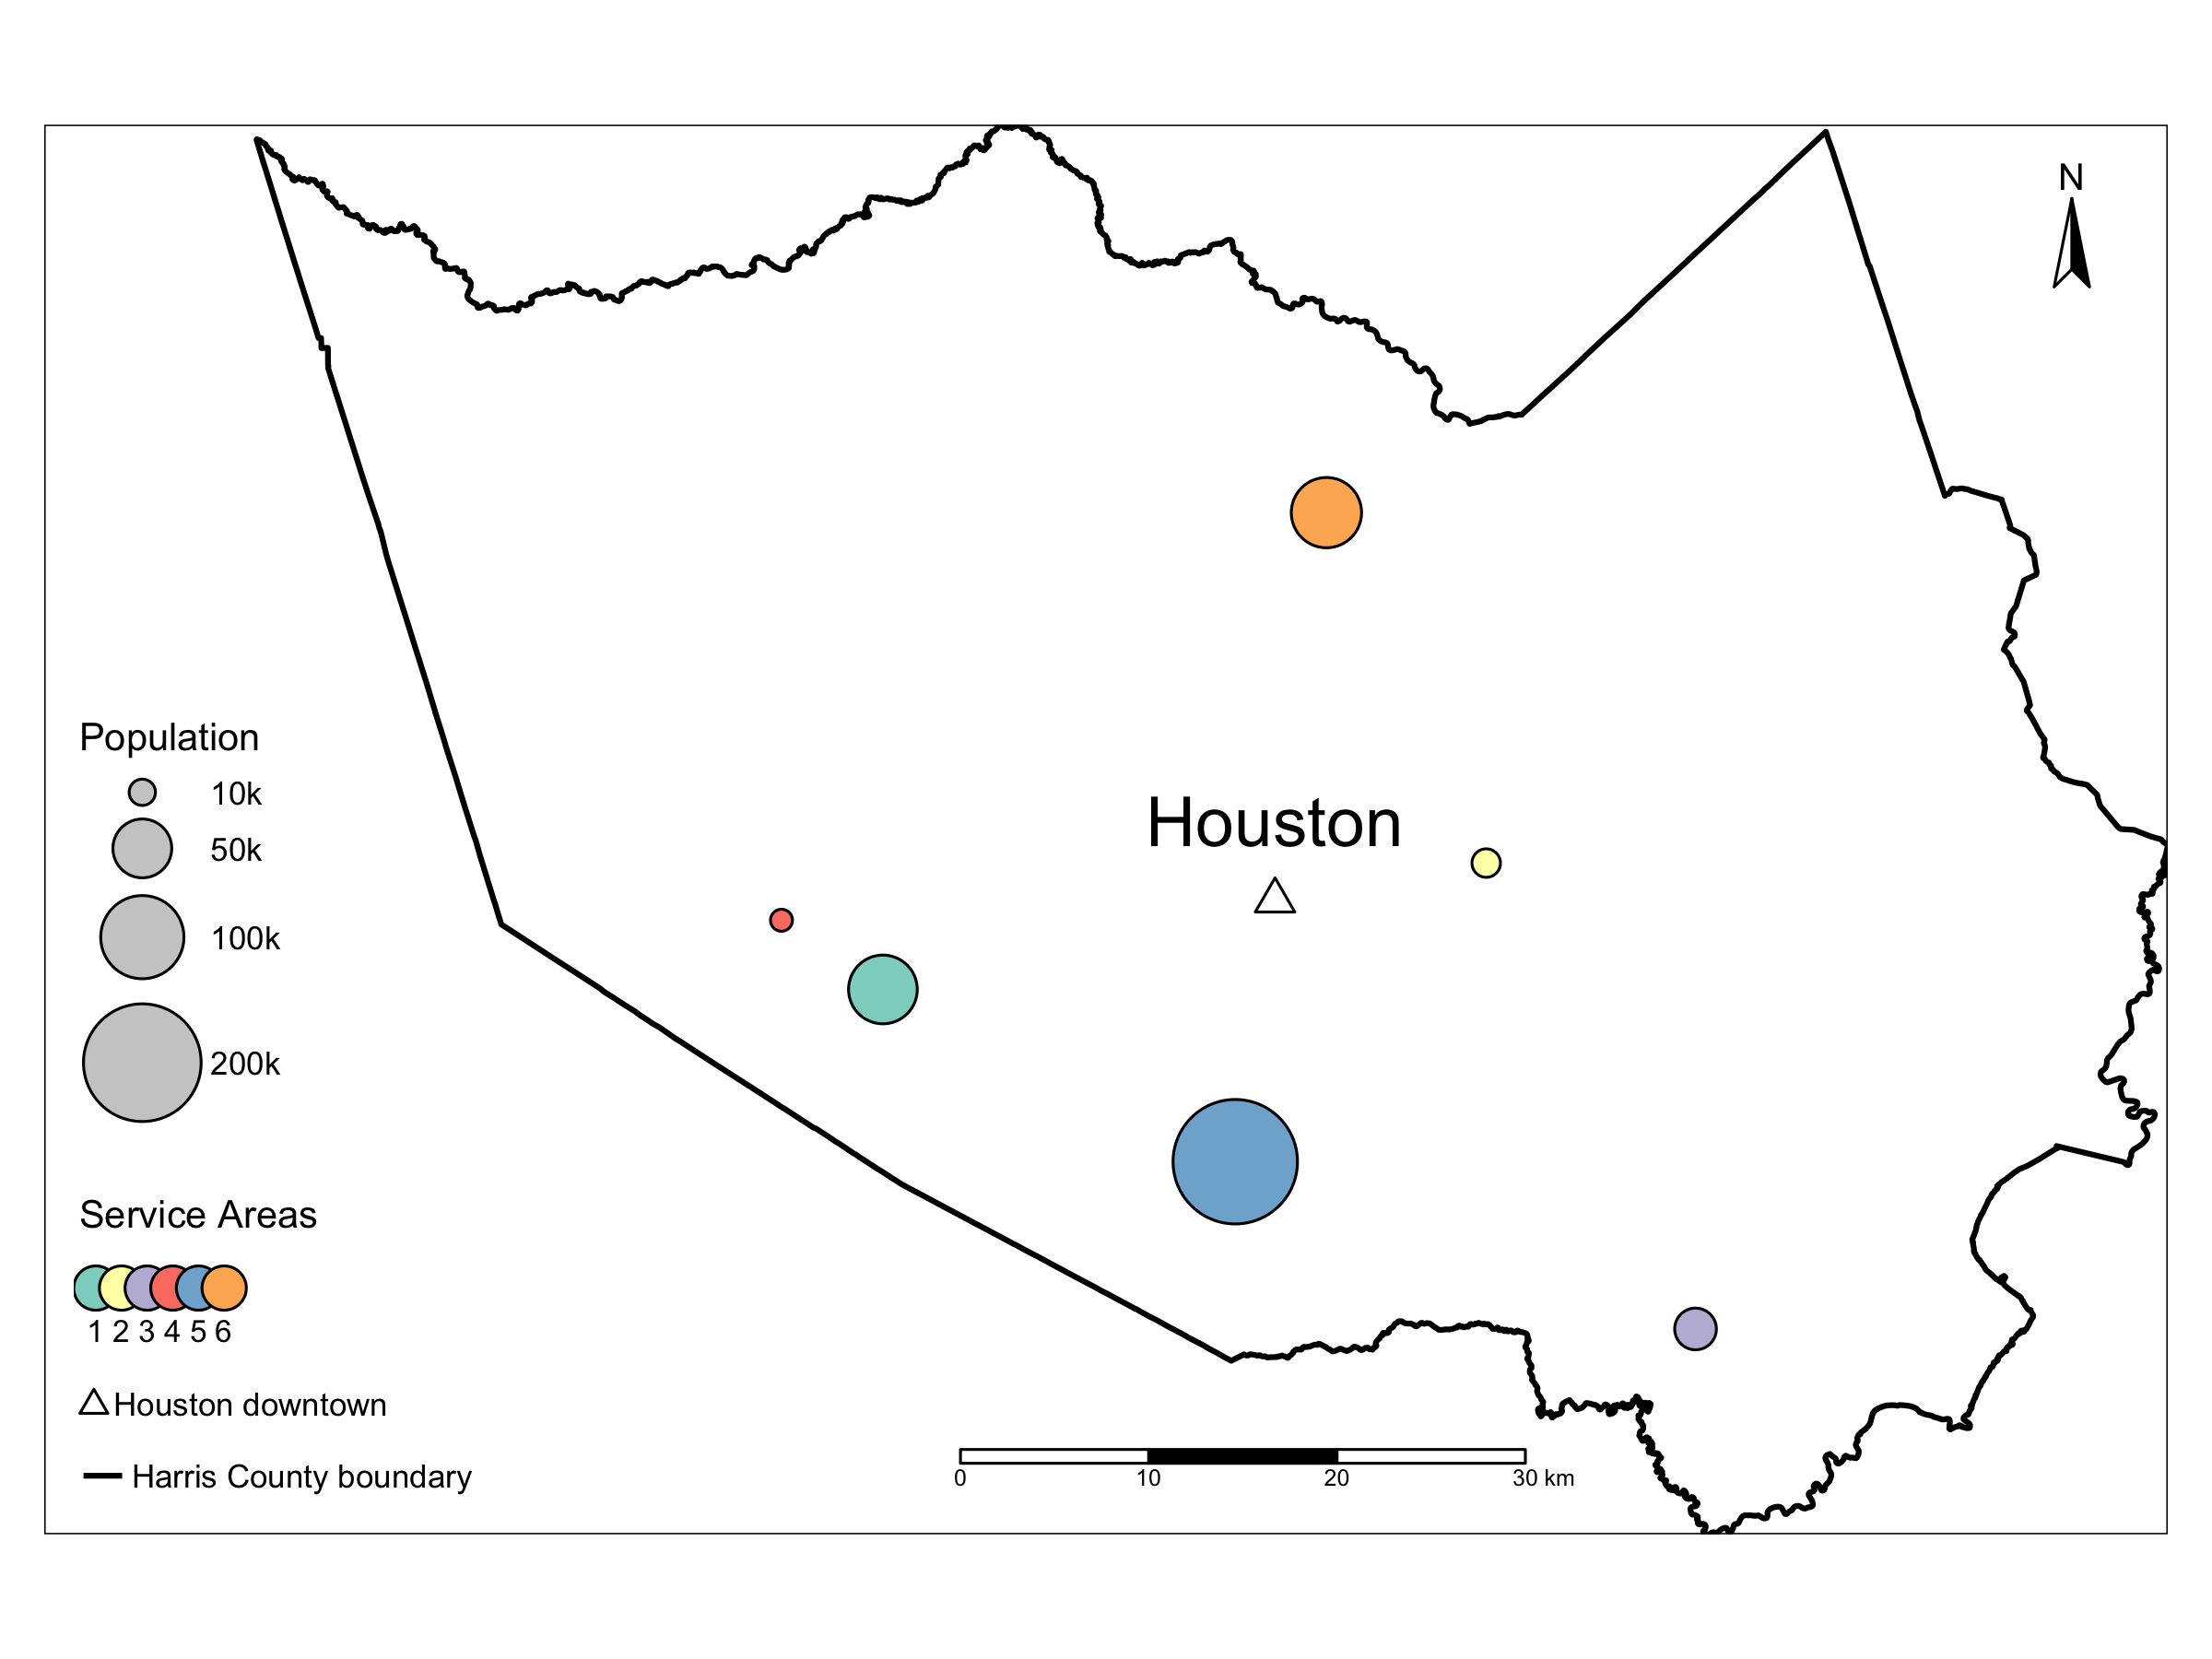 N
Houston
Population
10k
50k
100k
200k
Service Areas
1 2 3 4 5 6
Houston downtown
Harris County boundary
0 10 20 30 km